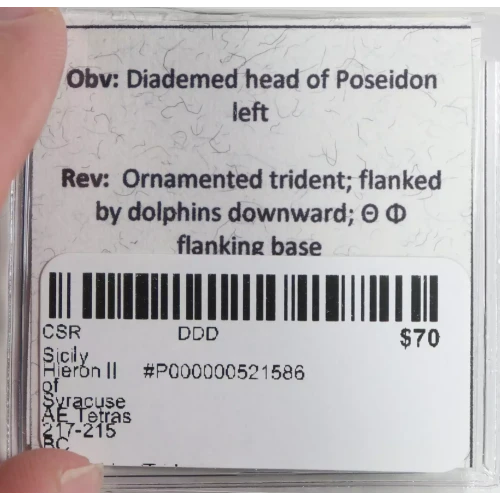 Obv: Diademed head of Poseidon
left
Rev: Ornamented trident; flanked
by dolphins downward; Θ Φ
flanking base
CSR DDD $70
Sicily
Hieron II #P000000521586
of
Syracuse
AE Tetras
217-215
BC